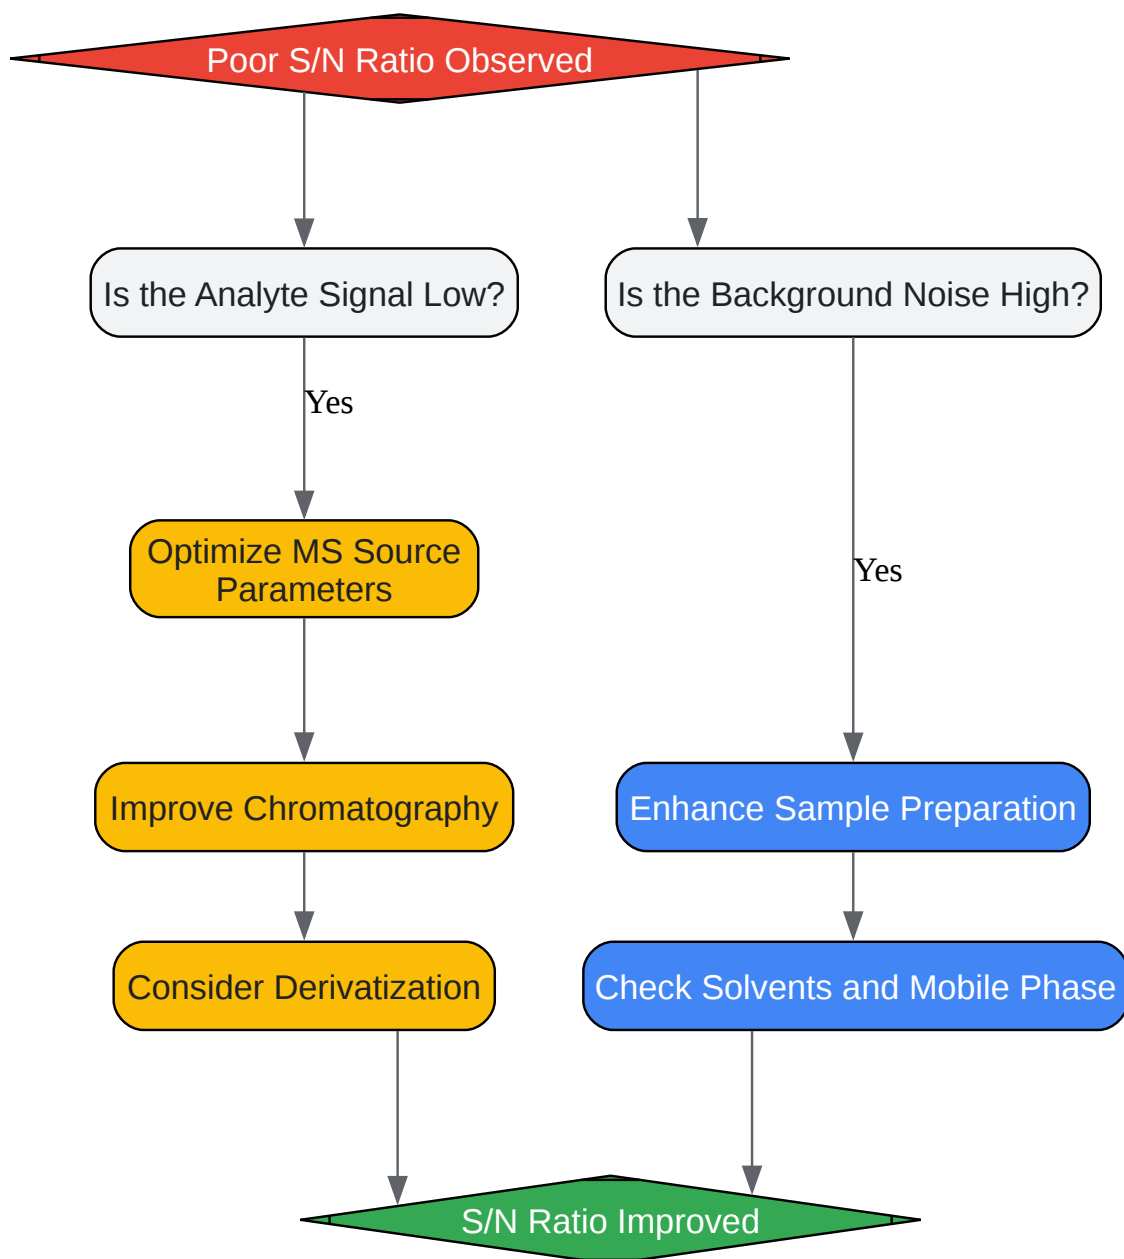 Poor S/N Ratio Observed
Is the Analyte Signal Low?
Is the Background Noise High?
Yes
Optimize MS Source
Parameters
Yes
Improve Chromatography
Enhance Sample Preparation
Consider Derivatization
Check Solvents and Mobile Phase
S/N Ratio Improved